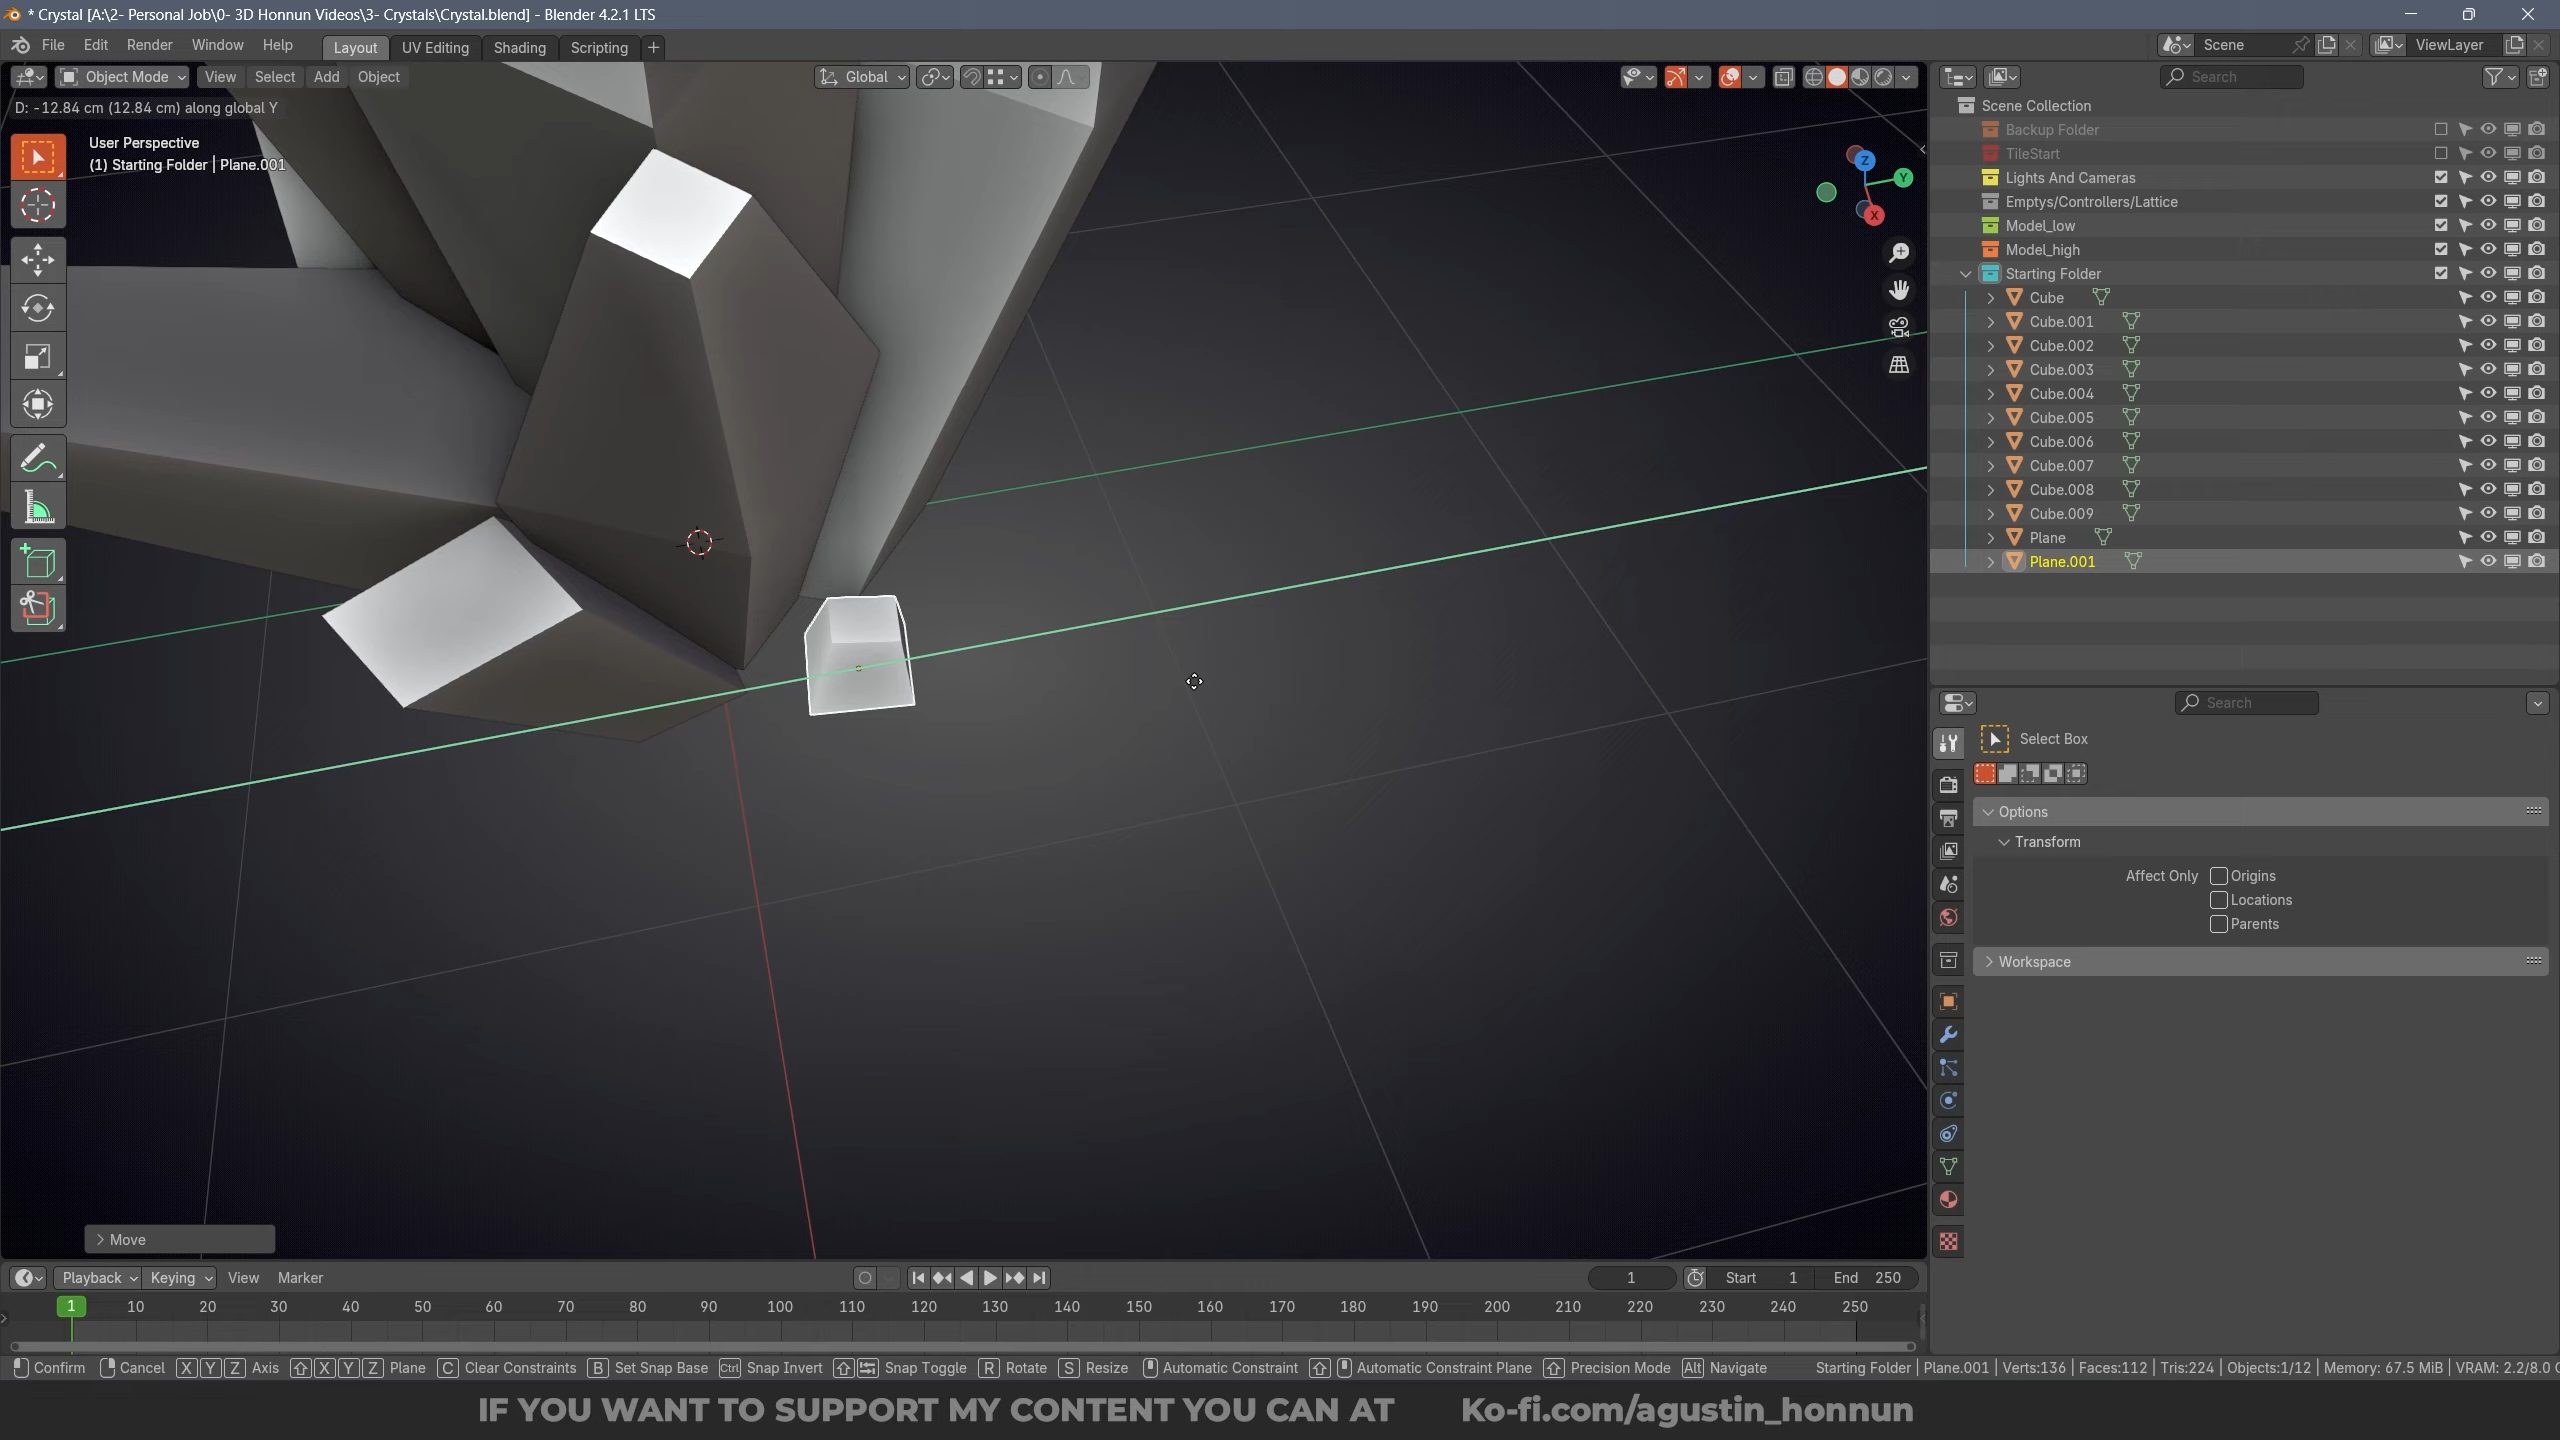 * Crystal [A:\2- Personal Job\0- 3D Honnun Videos\3- Crystals\Crystal.blend] - Blender 4.2.1 LTS
File Edit Render Window Help Layout UV Editing Shading Scripting + Scene ViewLayer
Object Mode View Select Add Object Global Search
D: -12.84 cm (12.84 cm) along global Y
User Perspective
(1) Starting Folder | Plane.001
Z
Y
X
Scene Collection
Backup Folder
TileStart
Lights And Cameras
Emptys/Controllers/Lattice
Model_low
Model_high
Starting Folder
Cube
Cube.001
Cube.002
Cube.003
Cube.004
Cube.005
Cube.006
Cube.007
Cube.008
Cube.009
Plane
Plane.001
Search
Select Box
Options
Transform
Affect Only Origins
Locations
Parents
Workspace
Move
Playback Keying View Marker 1 Start 1 End 250
1 10 20 30 40 50 60 70 80 90 100 110 120 130 140 150 160 170 180 190 200 210 220 230 240 250
Confirm Cancel X Y Z Axis X Y Z Plane C Clear Constraints B Set Snap Base Ctrl Snap Invert Snap Toggle R Rotate S Resize Automatic Constraint Automatic Constraint Plane Precision Mode Alt Navigate Starting Folder | Plane.001 | Verts:136 | Faces:112 | Tris:224 | Objects:1/12 | Memory: 67.5 MiB | VRAM: 2.2/8.0
IF YOU WANT TO SUPPORT MY CONTENT YOU CAN AT Ko-fi.com/agustin_honnun